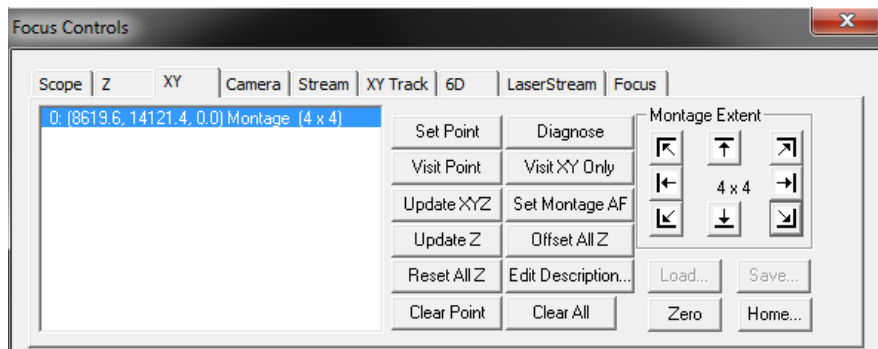 Focus Controls
x
Scope Z XY Camera Stream XY Track 6D LaserStream Focus
0: (8619.6, 14121.4, 0.0) Montage (4 x 4)
Set Point Diagnose
Visit Point Visit XY Only
Update XYZ Set Montage AF
Update Z Offset All Z
Reset All Z Edit Description...
Clear Point Clear All
Montage Extent
4 x 4
Load... Save...
Zero Home...